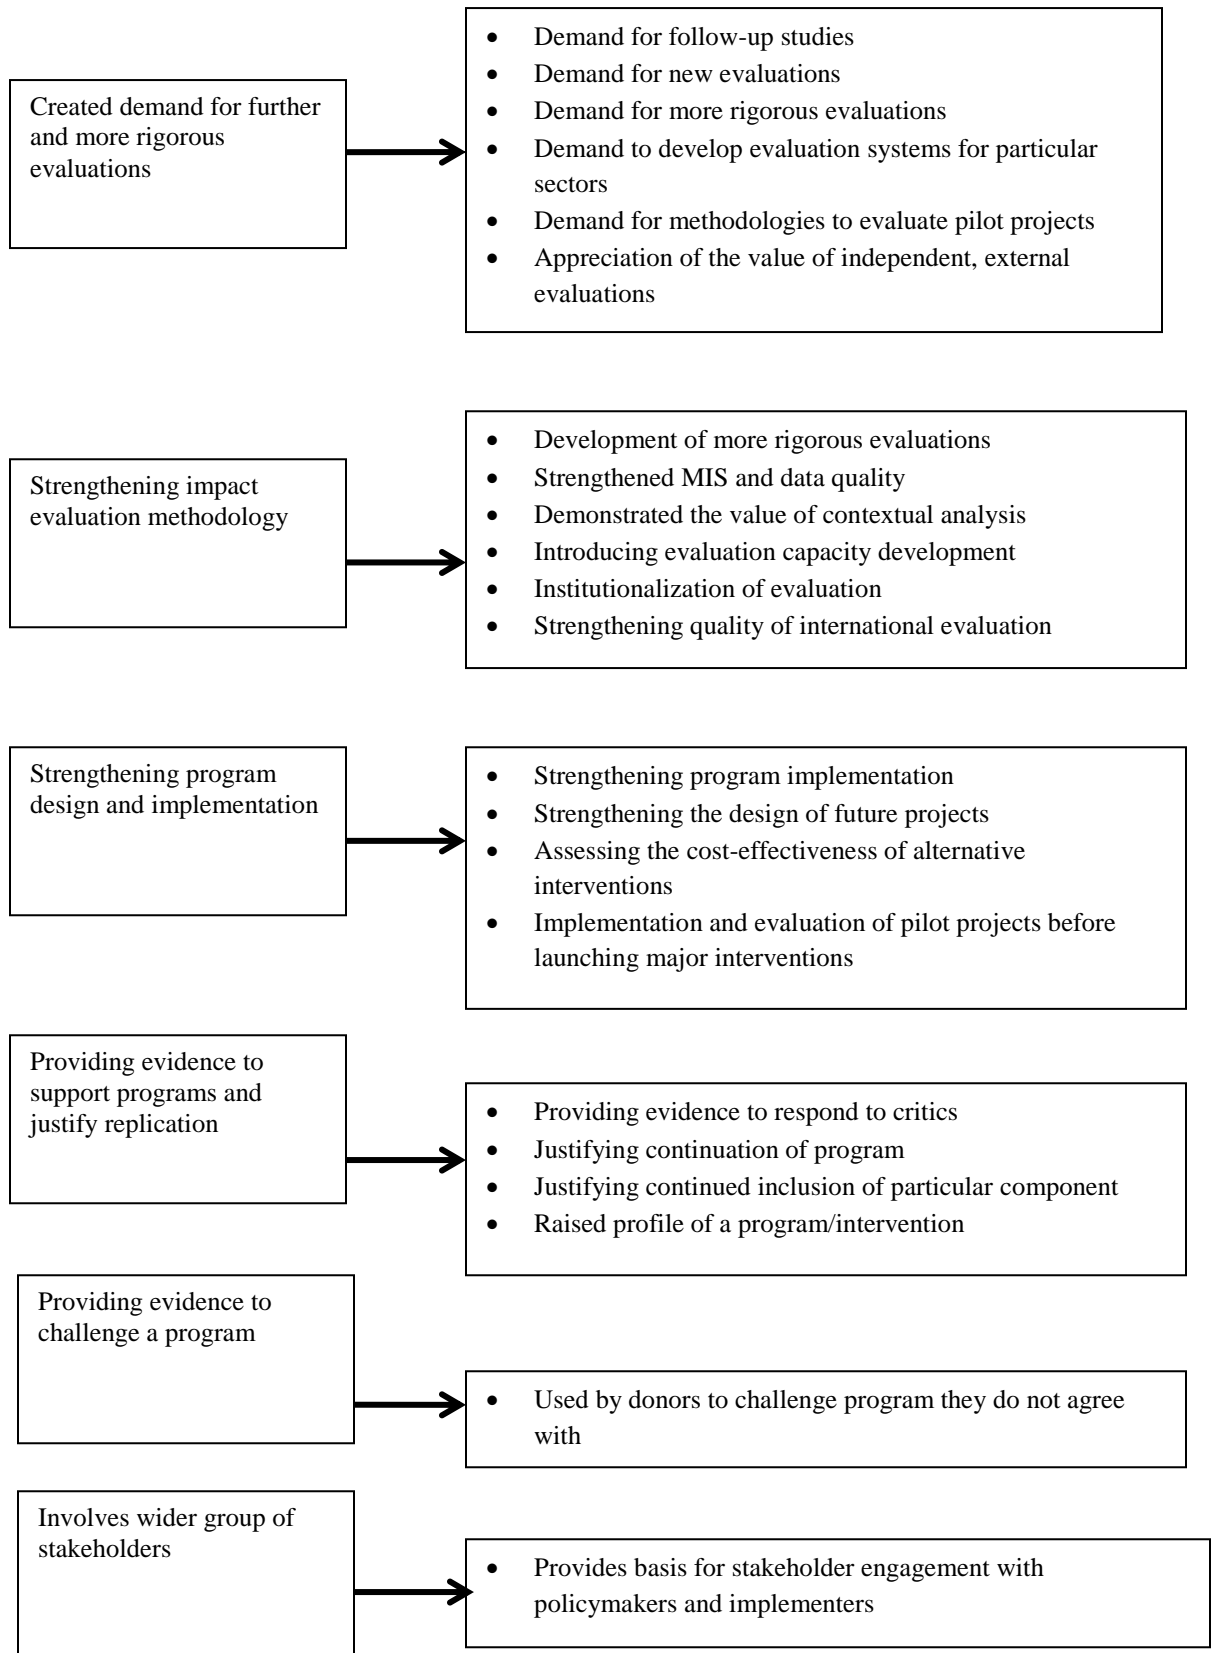 Created demand for further
and more rigorous
evaluations
• Demand for follow-up studies
• Demand for new evaluations
• Demand for more rigorous evaluations
• Demand to develop evaluation systems for particular
sectors
• Demand for methodologies to evaluate pilot projects
• Appreciation of the value of independent, external
evaluations
Strengthening impact
evaluation methodology
• Development of more rigorous evaluations
• Strengthened MIS and data quality
• Demonstrated the value of contextual analysis
• Introducing evaluation capacity development
• Institutionalization of evaluation
• Strengthening quality of international evaluation
Strengthening program
design and implementation
• Strengthening program implementation
• Strengthening the design of future projects
• Assessing the cost-effectiveness of alternative
interventions
• Implementation and evaluation of pilot projects before
launching major interventions
Providing evidence to
support programs and
justify replication
• Providing evidence to respond to critics
• Justifying continuation of program
• Justifying continued inclusion of particular component
• Raised profile of a program/intervention
Providing evidence to
challenge a program
• Used by donors to challenge program they do not agree
with
Involves wider group of
stakeholders
• Provides basis for stakeholder engagement with
policymakers and implementers